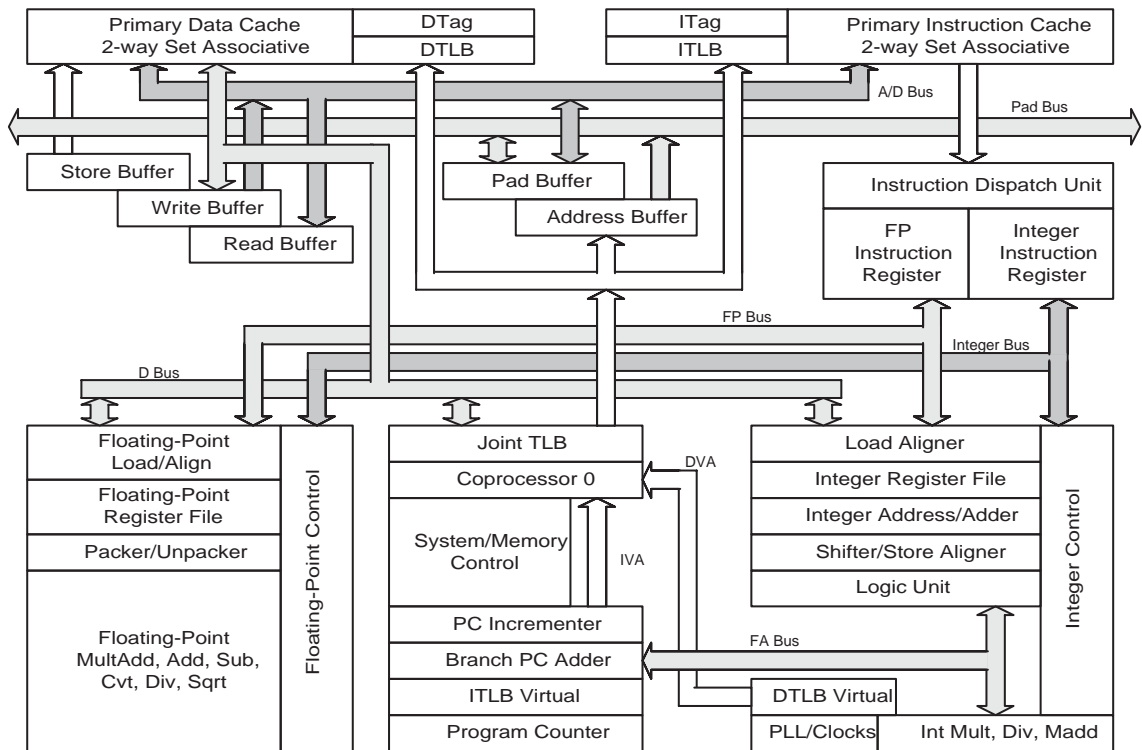 Primary Data Cache
2-way Set Associative
DTag
DTLB
ITag
ITLB
Primary Instruction Cache
2-way Set Associative
A/D Bus
Pad Bus
Store Buffer
Write Buffer
Read Buffer
Pad Buffer
Address Buffer
Instruction Dispatch Unit
FP
Instruction
Register
Integer
Instruction
Register
FP Bus
Integer Bus
D Bus
Floating-Point
Load/Align
Floating-Point
Register File
Packer/Unpacker
Floating-Point
MultAdd, Add, Sub,
Cvt, Div, Sqrt
Floating-Point Control
Joint TLB
Coprocessor 0
System/Memory
Control
PC Incrementer
Branch PC Adder
ITLB Virtual
Program Counter
DVA
IVA
FA Bus
Load Aligner
Integer Register File
Integer Address/Adder
Shifter/Store Aligner
Logic Unit
Integer Control
DTLB Virtual
PLL/Clocks
Int Mult, Div, Madd